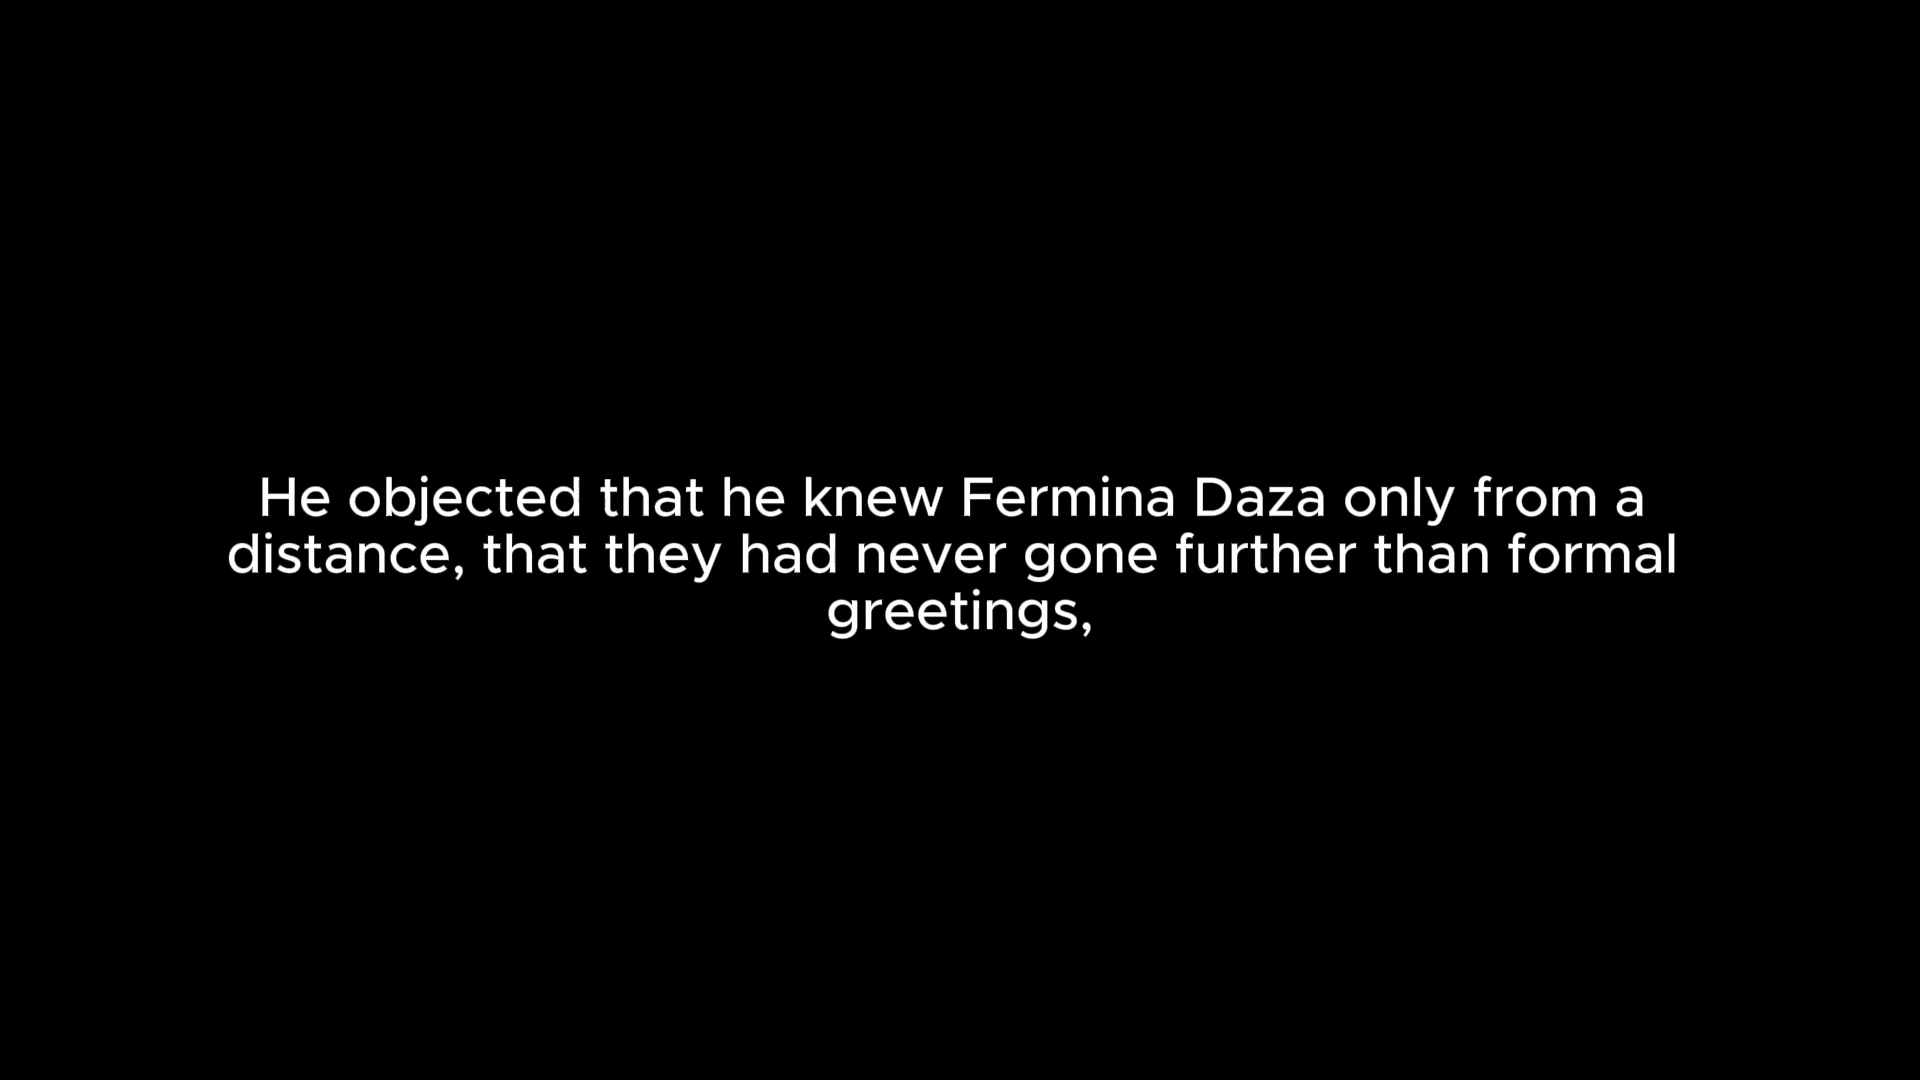 He objected that he knew Fermina Daza only from a
distance, that they had never gone further than formal
greetings,